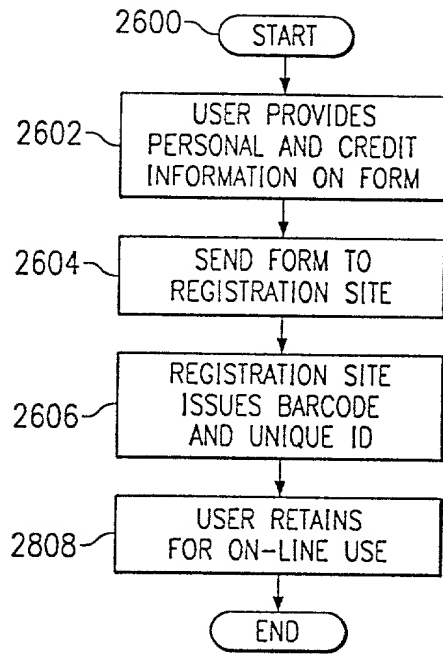 2600
START
2602
USER PROVIDES
PERSONAL AND CREDIT
INFORMATION ON FORM
2604
SEND FORM TO
REGISTRATION SITE
2606
REGISTRATION SITE
ISSUES BARCODE
AND UNIQUE ID
2808
USER RETAINS
FOR ON-LINE USE
END